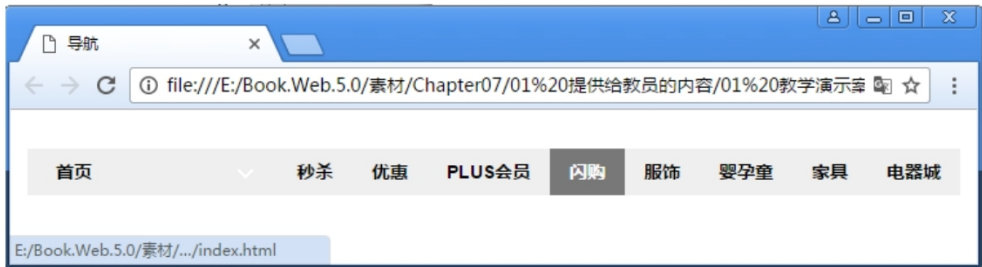 导航
file:///E:/Book.Web.5.0/素材/Chapter07/01%20提供给教员的内容/01%20教学演示案
首页 秒杀 优惠 PLUS会员 闪购 服饰 婴孕童 家具 电器城
E:/Book.Web.5.0/素材/.../index.html